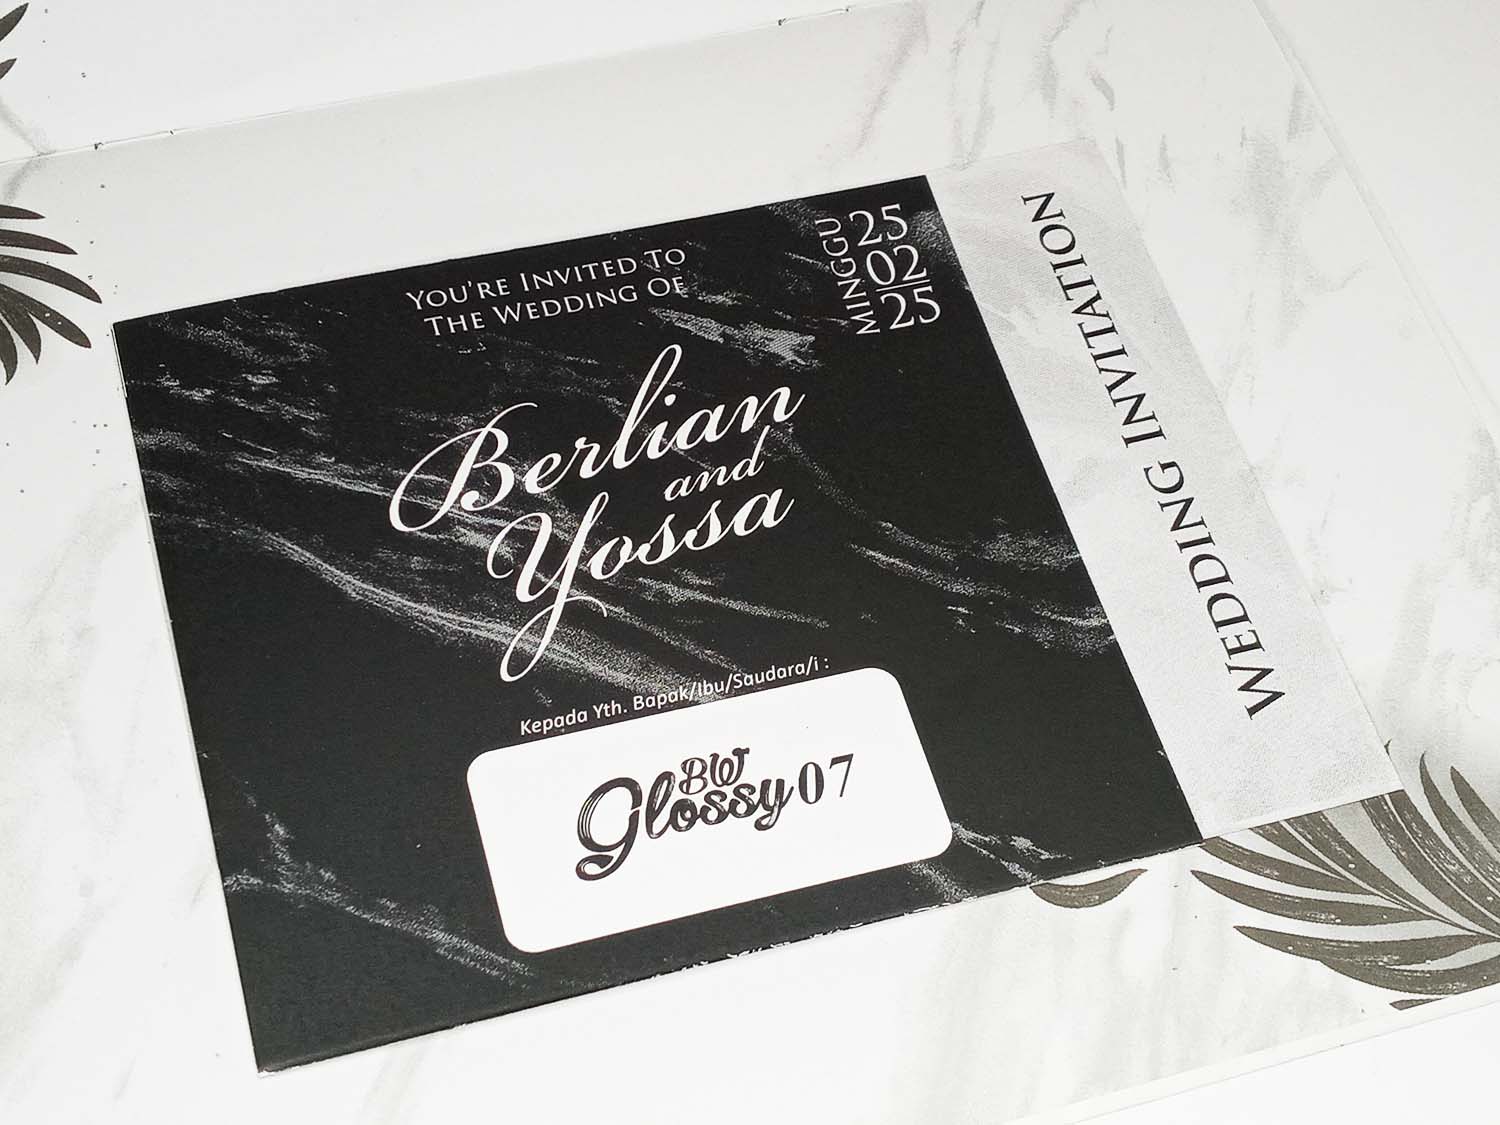 YOU'RE INVITED TO
THE WEDDING OF
MINGGU
25
02
25
Berlian
and
Yossa
Kepada Yth. Bapak/Ibu/Saudara/i :
BW
Glossy 07
WEDDING INVITATION